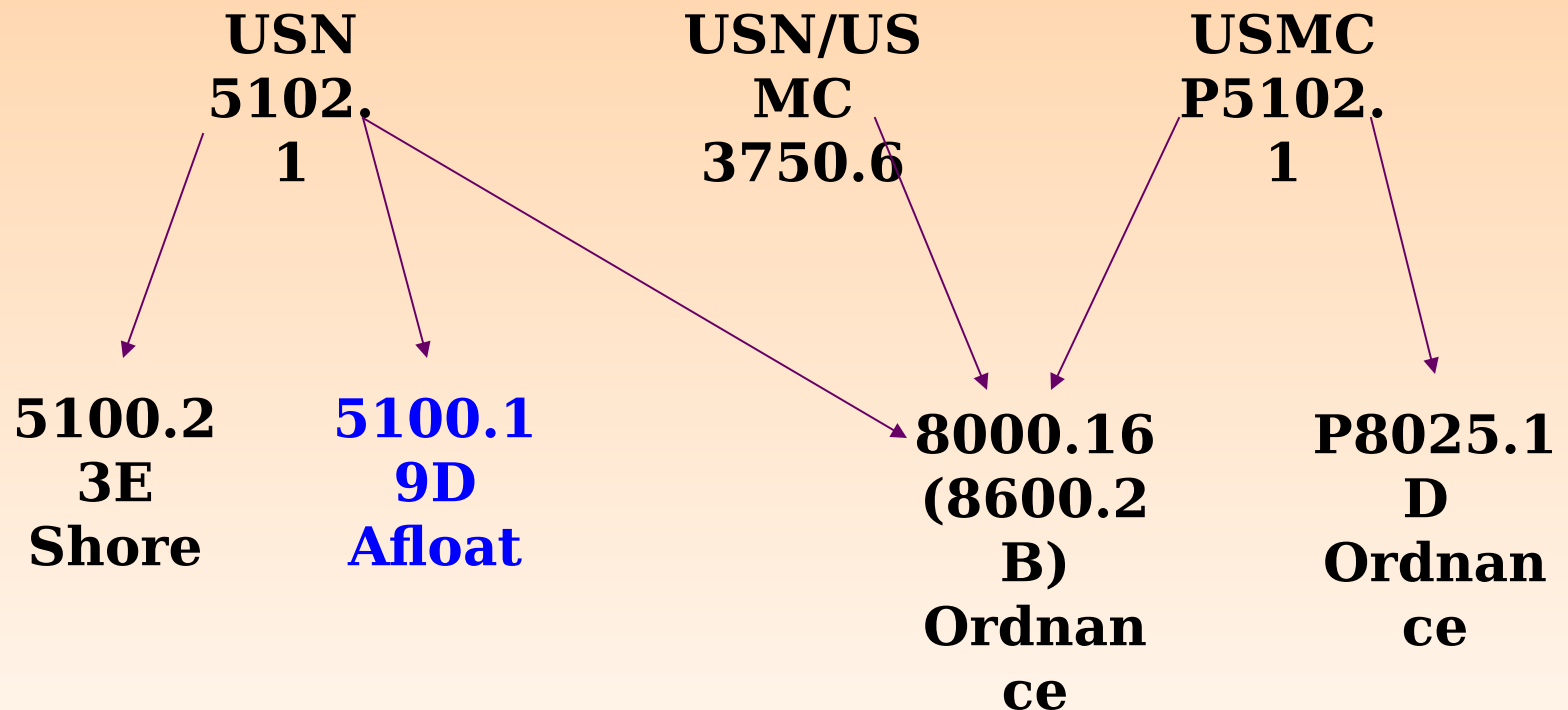 USN
5102.
1
USN/US
MC
3750.6
USMC
P5102.
1
5100.2
3E
Shore
5100.1
9D
Afloat
8000.16
(8600.2
B)
Ordnan
ce
P8025.1
D
Ordnan
ce